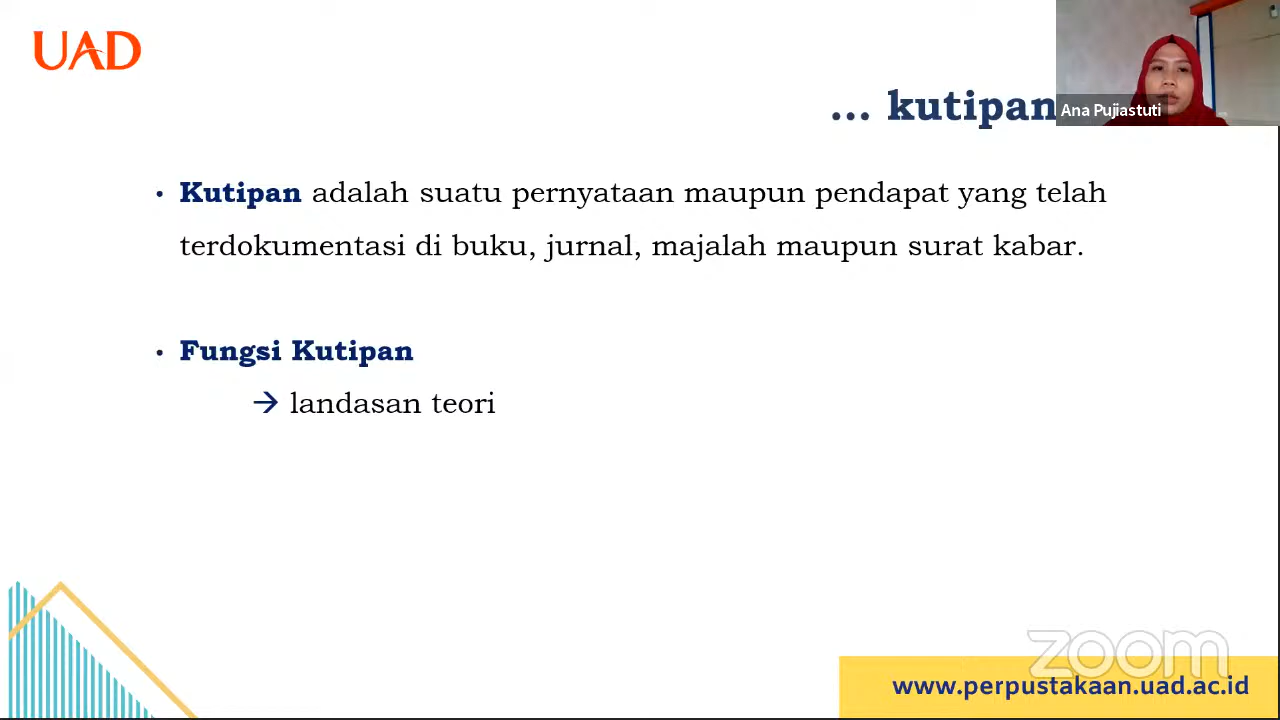 UAD
... kutipan
Ana Pujiastuti
• Kutipan adalah suatu pernyataan maupun pendapat yang telah
terdokumentasi di buku, jurnal, majalah maupun surat kabar.
• Fungsi Kutipan
→ landasan teori
zoom
www.perpustakaan.uad.ac.id